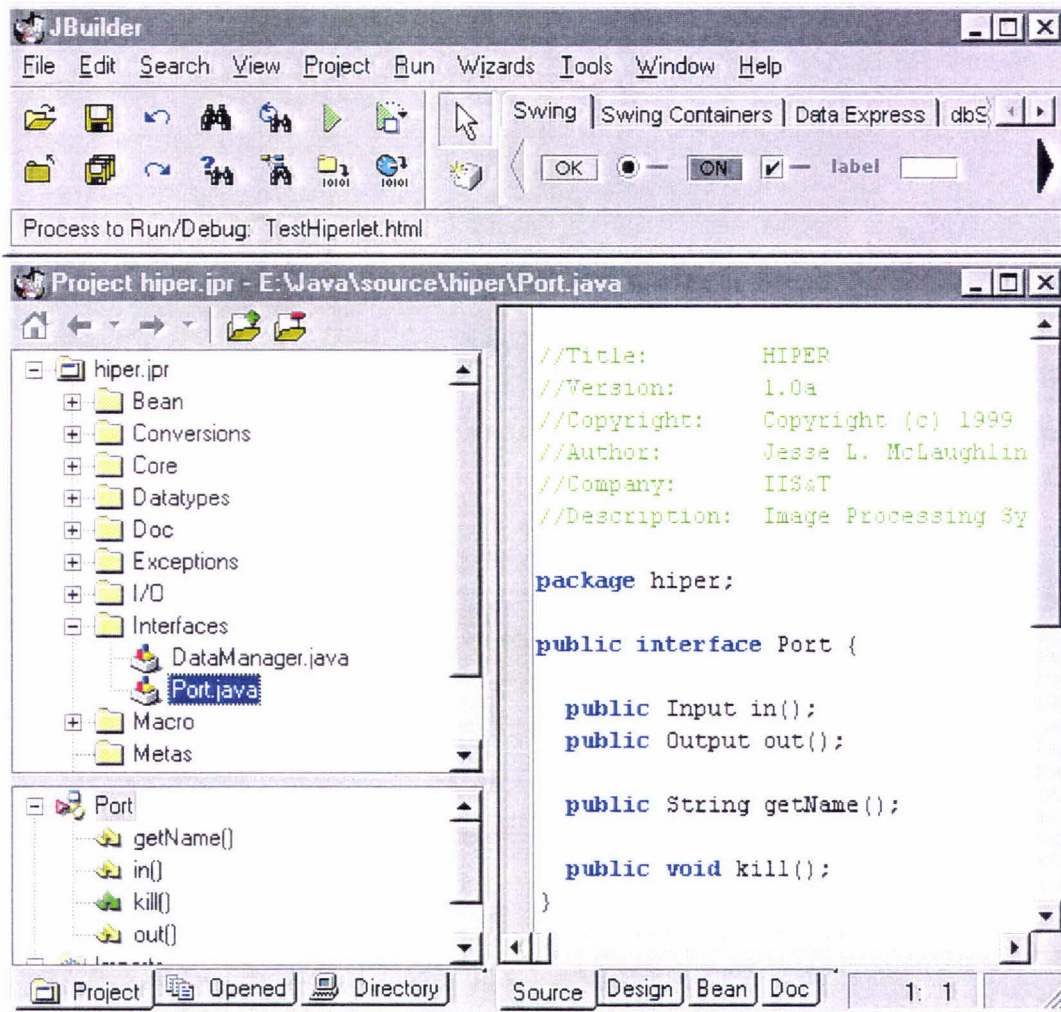 JBuilder
File Edit Search View Project Run Wizards Tools Window Help
Swing Swing Containers Data Express dbS
OK ON label
Process to Run/Debug: TestHiperlet.html
Project hiper.jpr - E:\Java\source\hiper\Port.java
hiper.jpr
Bean
Conversions
Core
Datatypes
Doc
Exceptions
I/O
Interfaces
DataManager.java
Port.java
Macro
Metas
Port
getName()
in()
kill()
out()
Project Opened Directory
//Title: HIPER
//Version: 1.0a
//Copyright: Copyright (c) 1999
//Author: Jesse L. McLaughlin
//Company: IIS&T
//Description: Image Processing Sy
package hiper;
public interface Port {
public Input in();
public Output out();
public String getName();
public void kill();
}
Source Design Bean Doc 1: 1